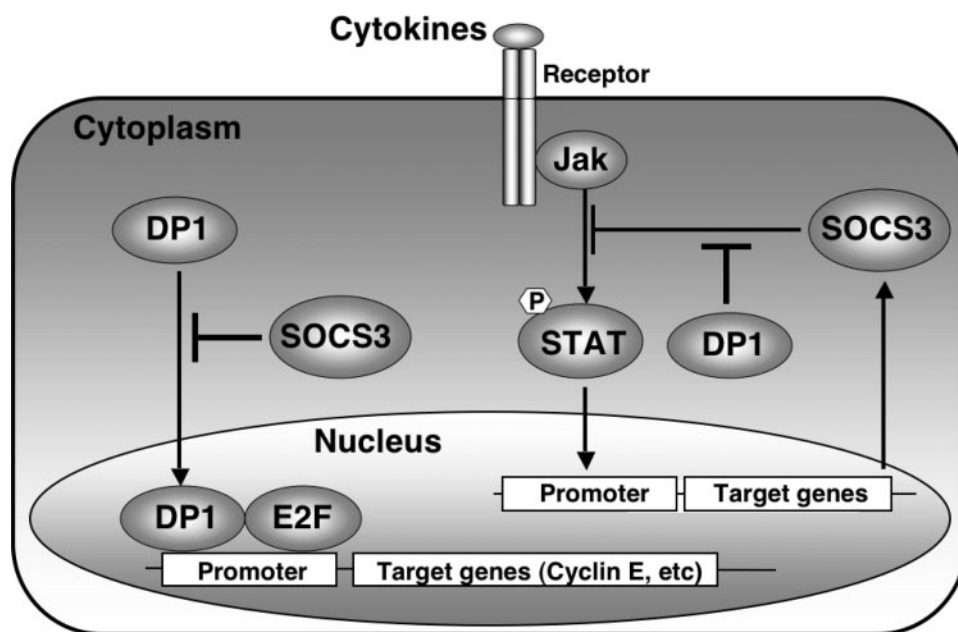 Cytokines
Receptor
Cytoplasm
Jak
DP1
SOCS3
P
SOCS3
STAT
DP1
Nucleus
Promoter
Target genes
DP1
E2F
Promoter
Target genes (Cyclin E, etc)